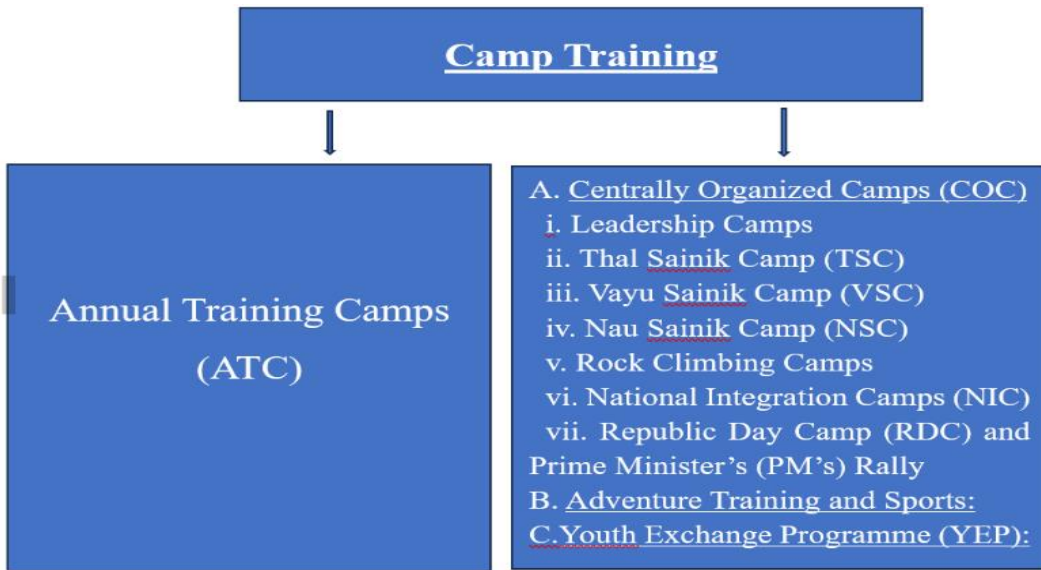 Camp Training
Annual Training Camps
(ATC)
A. Centrally Organized Camps (COC)
i. Leadership Camps
ii. Thal Sainik Camp (TSC)
iii. Vayu Sainik Camp (VSC)
iv. Nau Sainik Camp (NSC)
v. Rock Climbing Camps
vi. National Integration Camps (NIC)
vii. Republic Day Camp (RDC) and
Prime Minister’s (PM’s) Rally
B. Adventure Training and Sports:
C.Youth Exchange Programme (YEP):